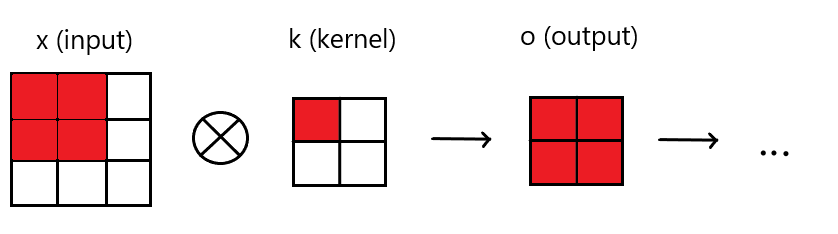 x (input)
k (kernel)
o (output)
...